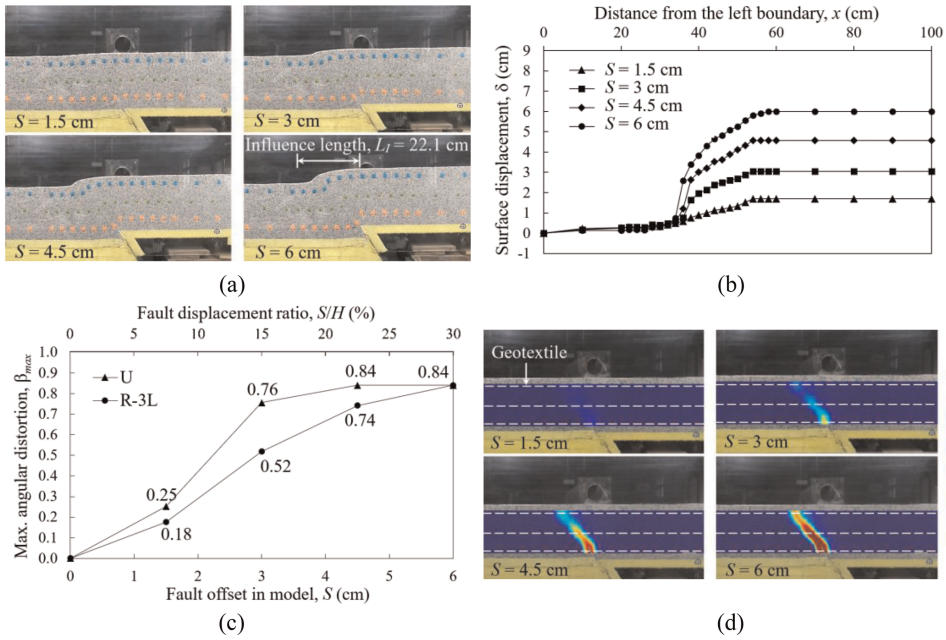 S = 1.5 cm
S = 3 cm
Influence length, L_I = 22.1 cm
S = 4.5 cm
S = 6 cm
(a)
Distance from the left boundary, x (cm)
0 20 40 60 80 100
Surface displacement, δ (cm)
9
8
7
6
5
4
3
2
1
0
-1
S = 1.5 cm
S = 3 cm
S = 4.5 cm
S = 6 cm
(b)
Fault displacement ratio, S/H (%)
0 5 10 15 20 25 30
Max. angular distortion, β_max
1.0
0.9
0.8
0.7
0.6
0.5
0.4
0.3
0.2
0.1
0.0
U
R-3L
0.25
0.76
0.84
0.84
0.18
0.52
0.74
0 1 2 3 4 5 6
Fault offset in model, S (cm)
(c)
Geotextile
S = 1.5 cm
S = 3 cm
S = 4.5 cm
S = 6 cm
(d)